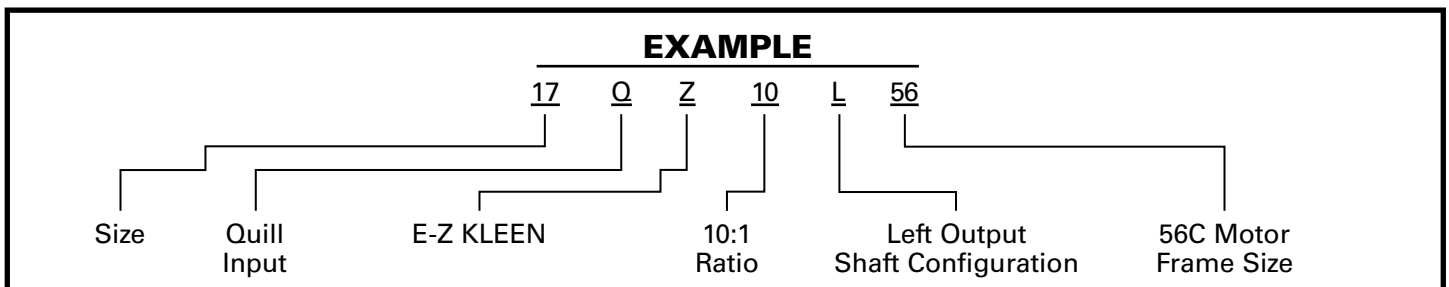 EXAMPLE
17 Q Z 10 L 56
Size Quill E-Z KLEEN 10:1 Left Output 56C Motor
Input Ratio Shaft Configuration Frame Size